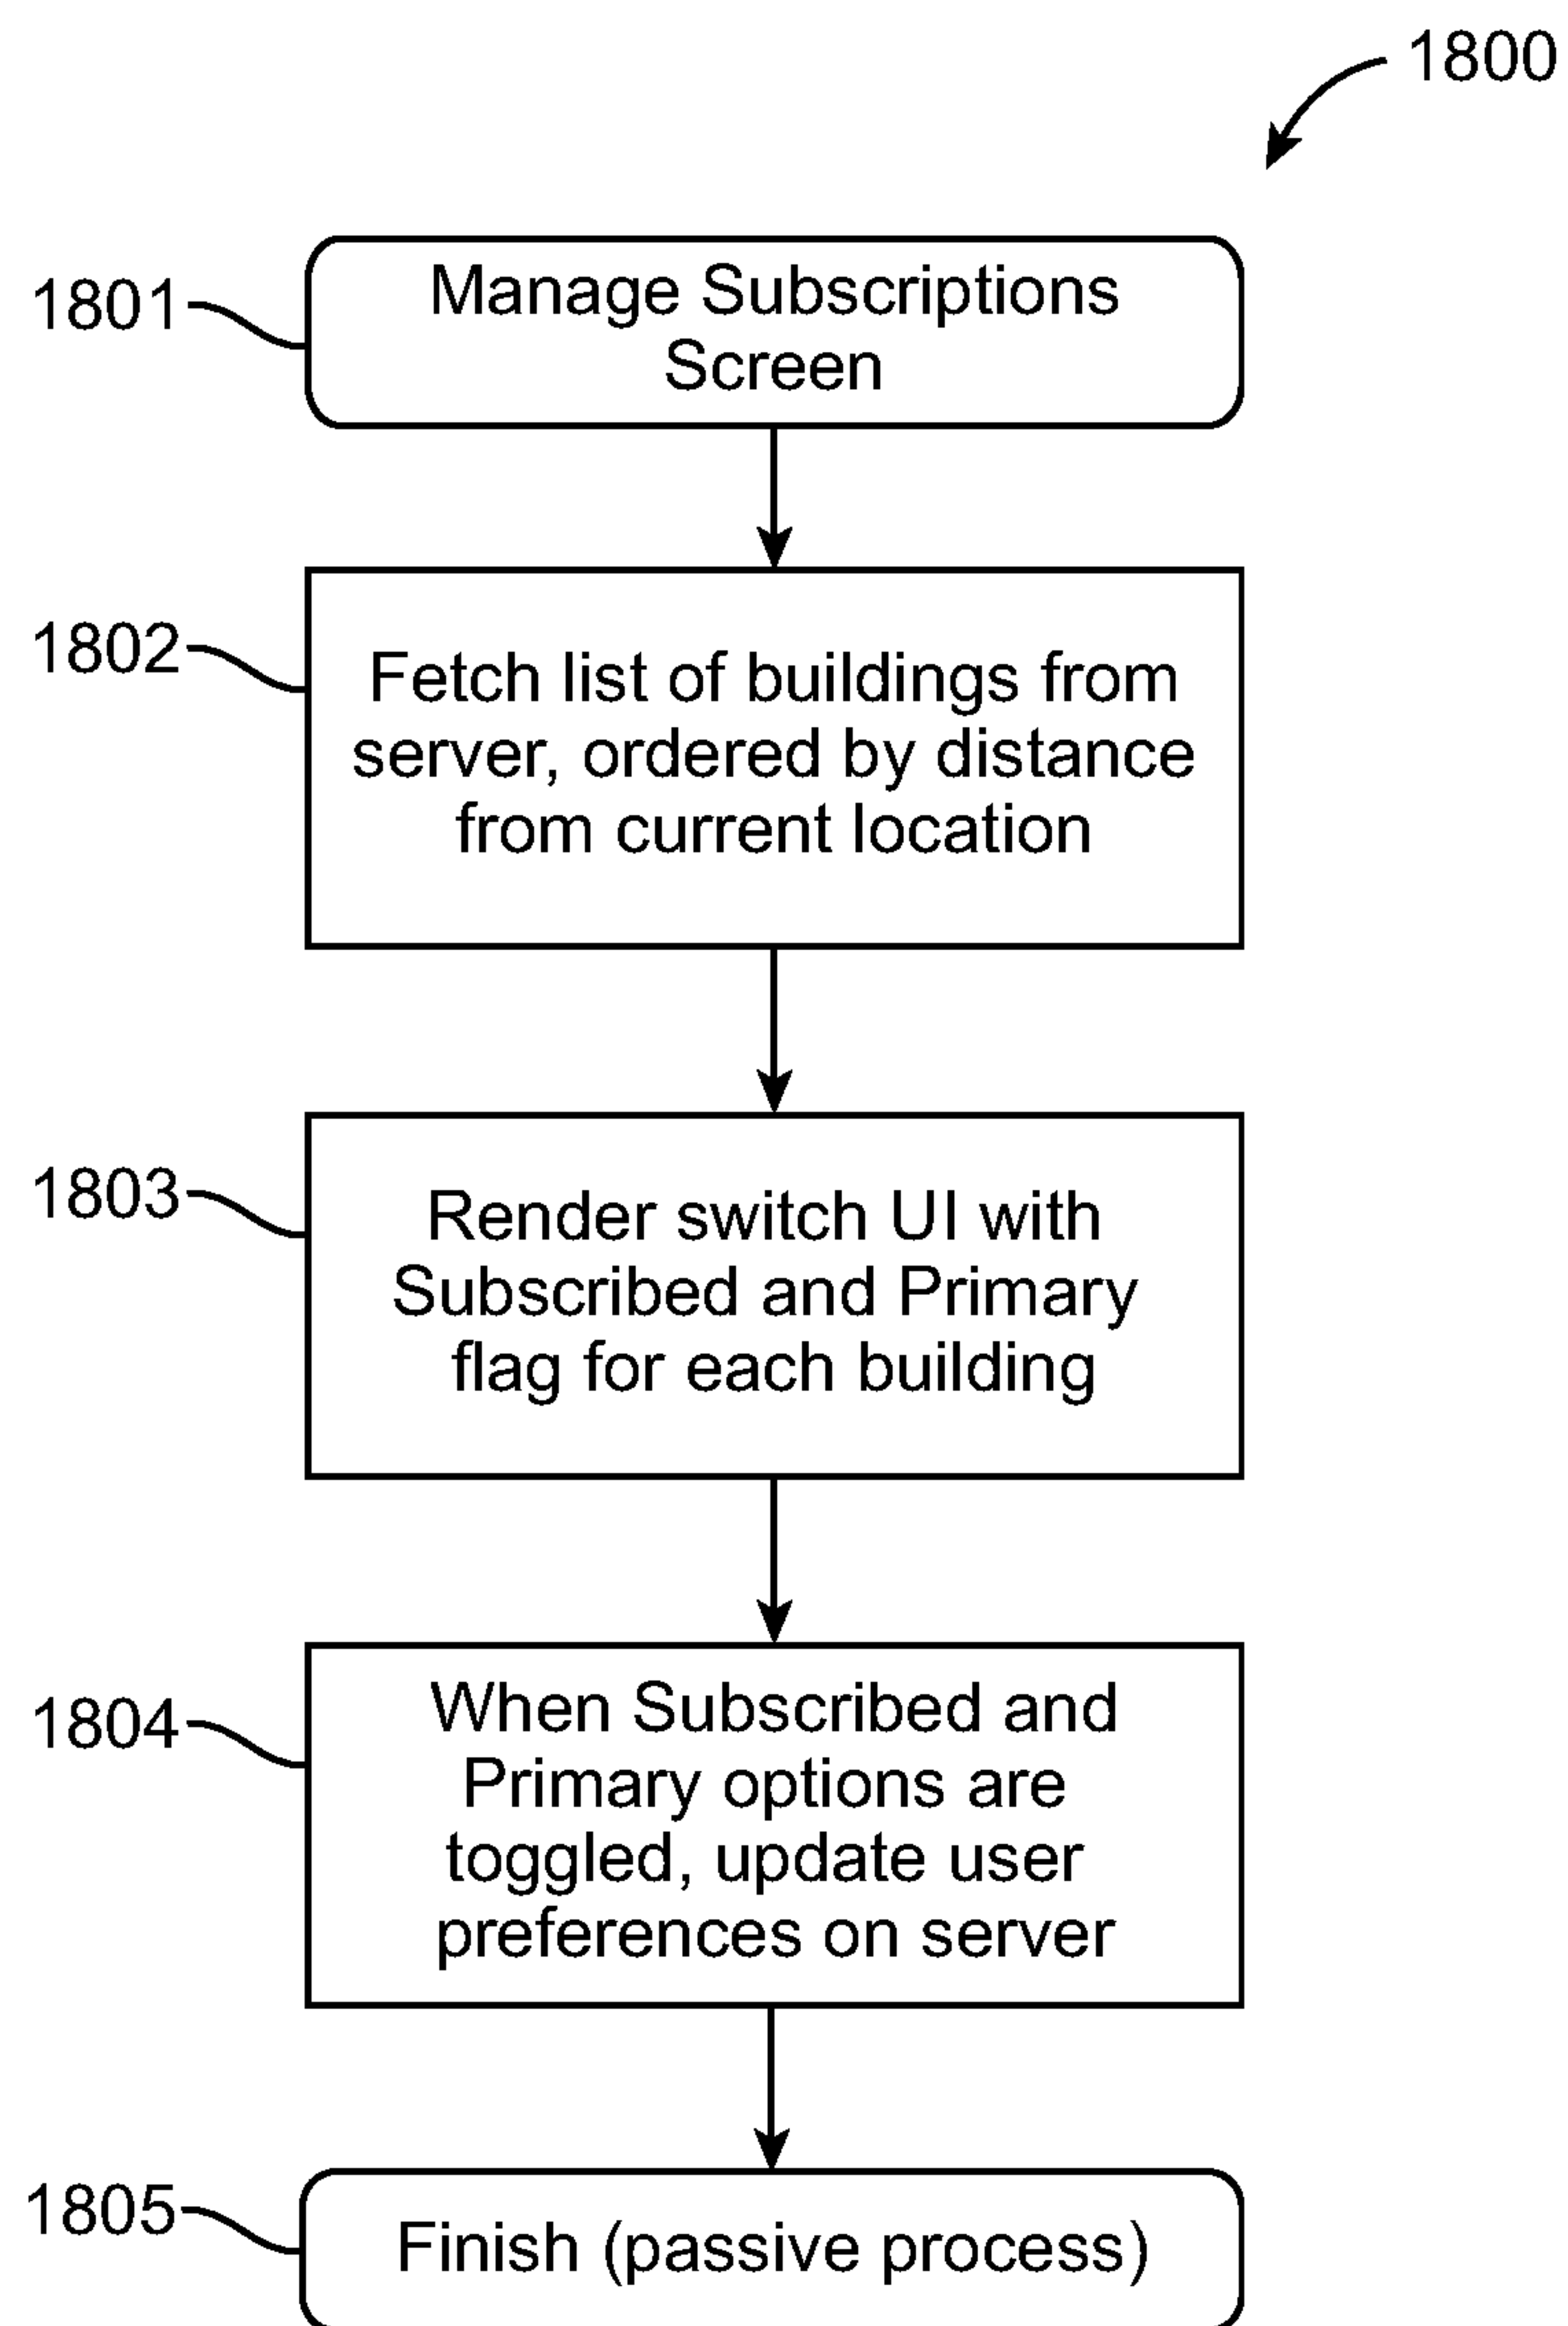 1800
1801
Manage Subscriptions
Screen
1802
Fetch list of buildings from
server, ordered by distance
from current location
1803
Render switch UI with
Subscribed and Primary
flag for each building
1804
When Subscribed and
Primary options are
toggled, update user
preferences on server
1805
Finish (passive process)